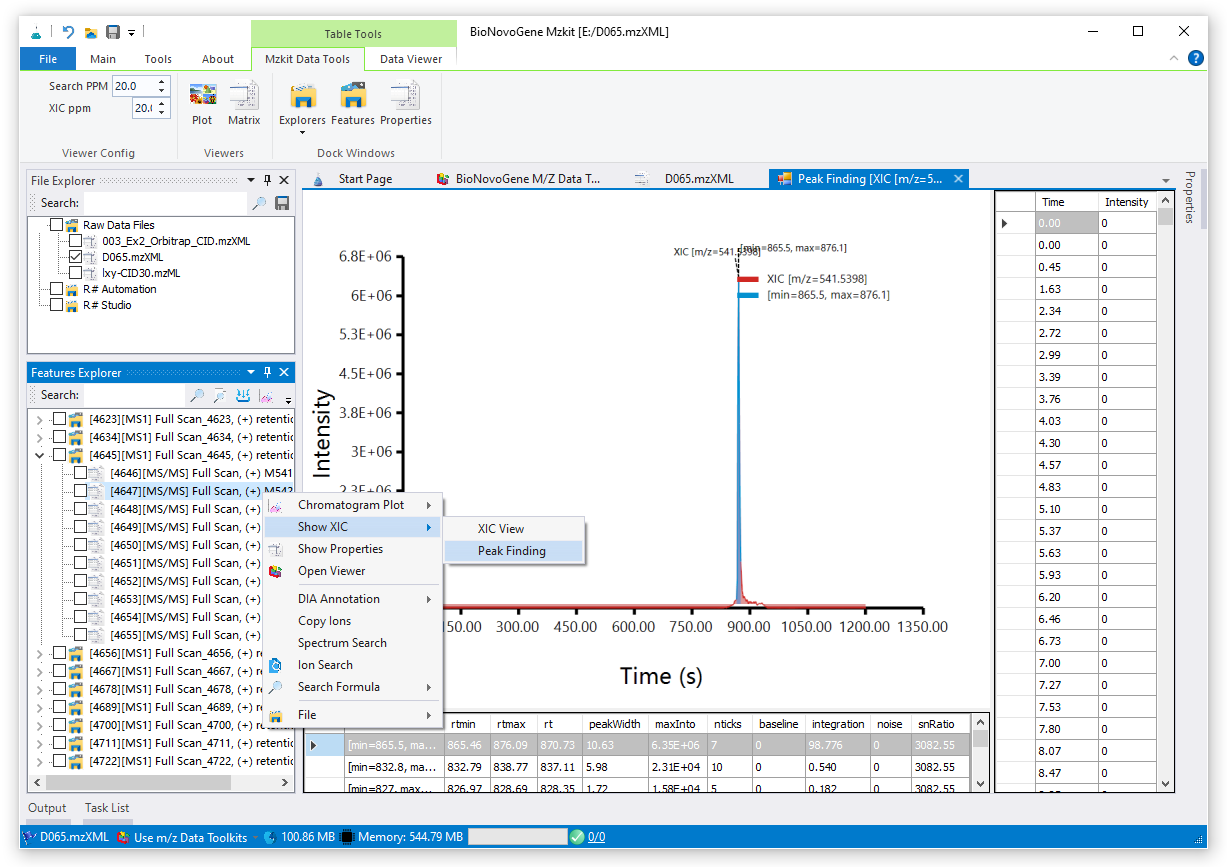 Table Tools
BioNovoGene Mzkit [E:/D065.mzXML]
File Main Tools About Mzkit Data Tools Data Viewer
Search PPM 20.0
XIC ppm 20.
Plot Matrix Explorers Features Properties
Viewer Config Viewers Dock Windows
File Explorer
Search:
Raw Data Files
003_Ex2_Orbitrap_CID.mzXML
D065.mzXML
lxy-CID30.mzML
R# Automation
R# Studio
Features Explorer
Search:
[4623][MS1] Full Scan_4623, (+) retentic
[4634][MS1] Full Scan_4634, (+) retentic
[4645][MS1] Full Scan_4645, (+) retentic
[4646][MS/MS] Full Scan, (+) M541
[4647][MS/MS] Full Scan, (+) M542
[4648][MS/MS] Full Scan, (+)
[4649][MS/MS] Full Scan, (+)
[4650][MS/MS] Full Scan, (+)
[4651][MS/MS] Full Scan, (+)
[4652][MS/MS] Full Scan, (+)
[4653][MS/MS] Full Scan, (+)
[4654][MS/MS] Full Scan, (+)
[4655][MS/MS] Full Scan, (+)
[4656][MS1] Full Scan_4656, (+) re
[4667][MS1] Full Scan_4667, (+) re
[4678][MS1] Full Scan_4678, (+) re
[4689][MS1] Full Scan_4689, (+) re
[4700][MS1] Full Scan_4700, (+) re
[4711][MS1] Full Scan_4711, (+) retentic
[4722][MS1] Full Scan_4722, (+) retentic
Chromatogram Plot
Show XIC
Show Properties
Open Viewer
DIA Annotation
Copy Ions
Spectrum Search
Ion Search
Search Formula
File
XIC View
Peak Finding
Start Page BioNovoGene M/Z Data T... D065.mzXML Peak Finding [XIC [m/z=5...
XIC [m/z=541.5398]
[min=865.5, max=876.1]
XIC [m/z=541.5398]
[min=865.5, max=876.1]
6.8E+06
6E+06
5.3E+06
4.5E+06
3.8E+06
3E+06
2.3E+06
Intensity
150.00 300.00 450.00 600.00 750.00 900.00 1050.00 1200.00 1350.00
Time (s)
rtmin rtmax rt peakWidth maxInto nticks baseline integration noise snRatio
[min=865.5, ma... 865.46 876.09 870.73 10.63 6.35E+06 7 0 98.776 0 3082.55
[min=832.8, ma... 832.79 838.77 837.11 5.98 2.31E+04 10 0 0.540 0 3082.55
[min=827, max... 826.97 828.69 828.35 1.72 1.58E+04 5 0 0.182 0 3082.55
Time Intensity
0.00 0
0.00 0
0.45 0
1.63 0
2.34 0
2.72 0
2.99 0
3.39 0
3.76 0
4.03 0
4.30 0
4.57 0
4.83 0
5.10 0
5.37 0
5.63 0
5.93 0
6.20 0
6.46 0
6.73 0
7.00 0
7.27 0
7.53 0
7.80 0
8.07 0
8.47 0
Properties
Output Task List
D065.mzXML Use m/z Data Toolkits 100.86 MB Memory: 544.79 MB 0/0